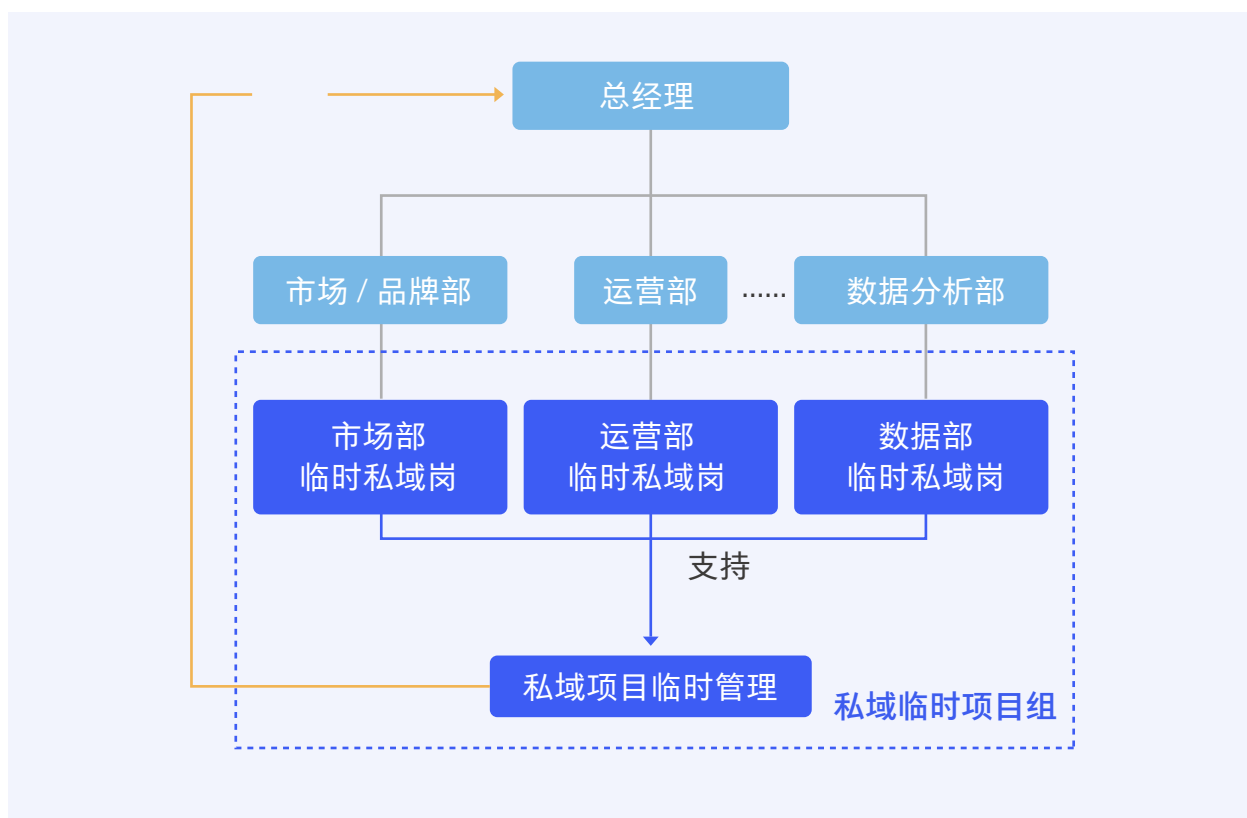 总经理
市场 / 品牌部
运营部
······
数据分析部
市场部
临时私域岗
运营部
临时私域岗
数据部
临时私域岗
支持
私域项目临时管理
私域临时项目组